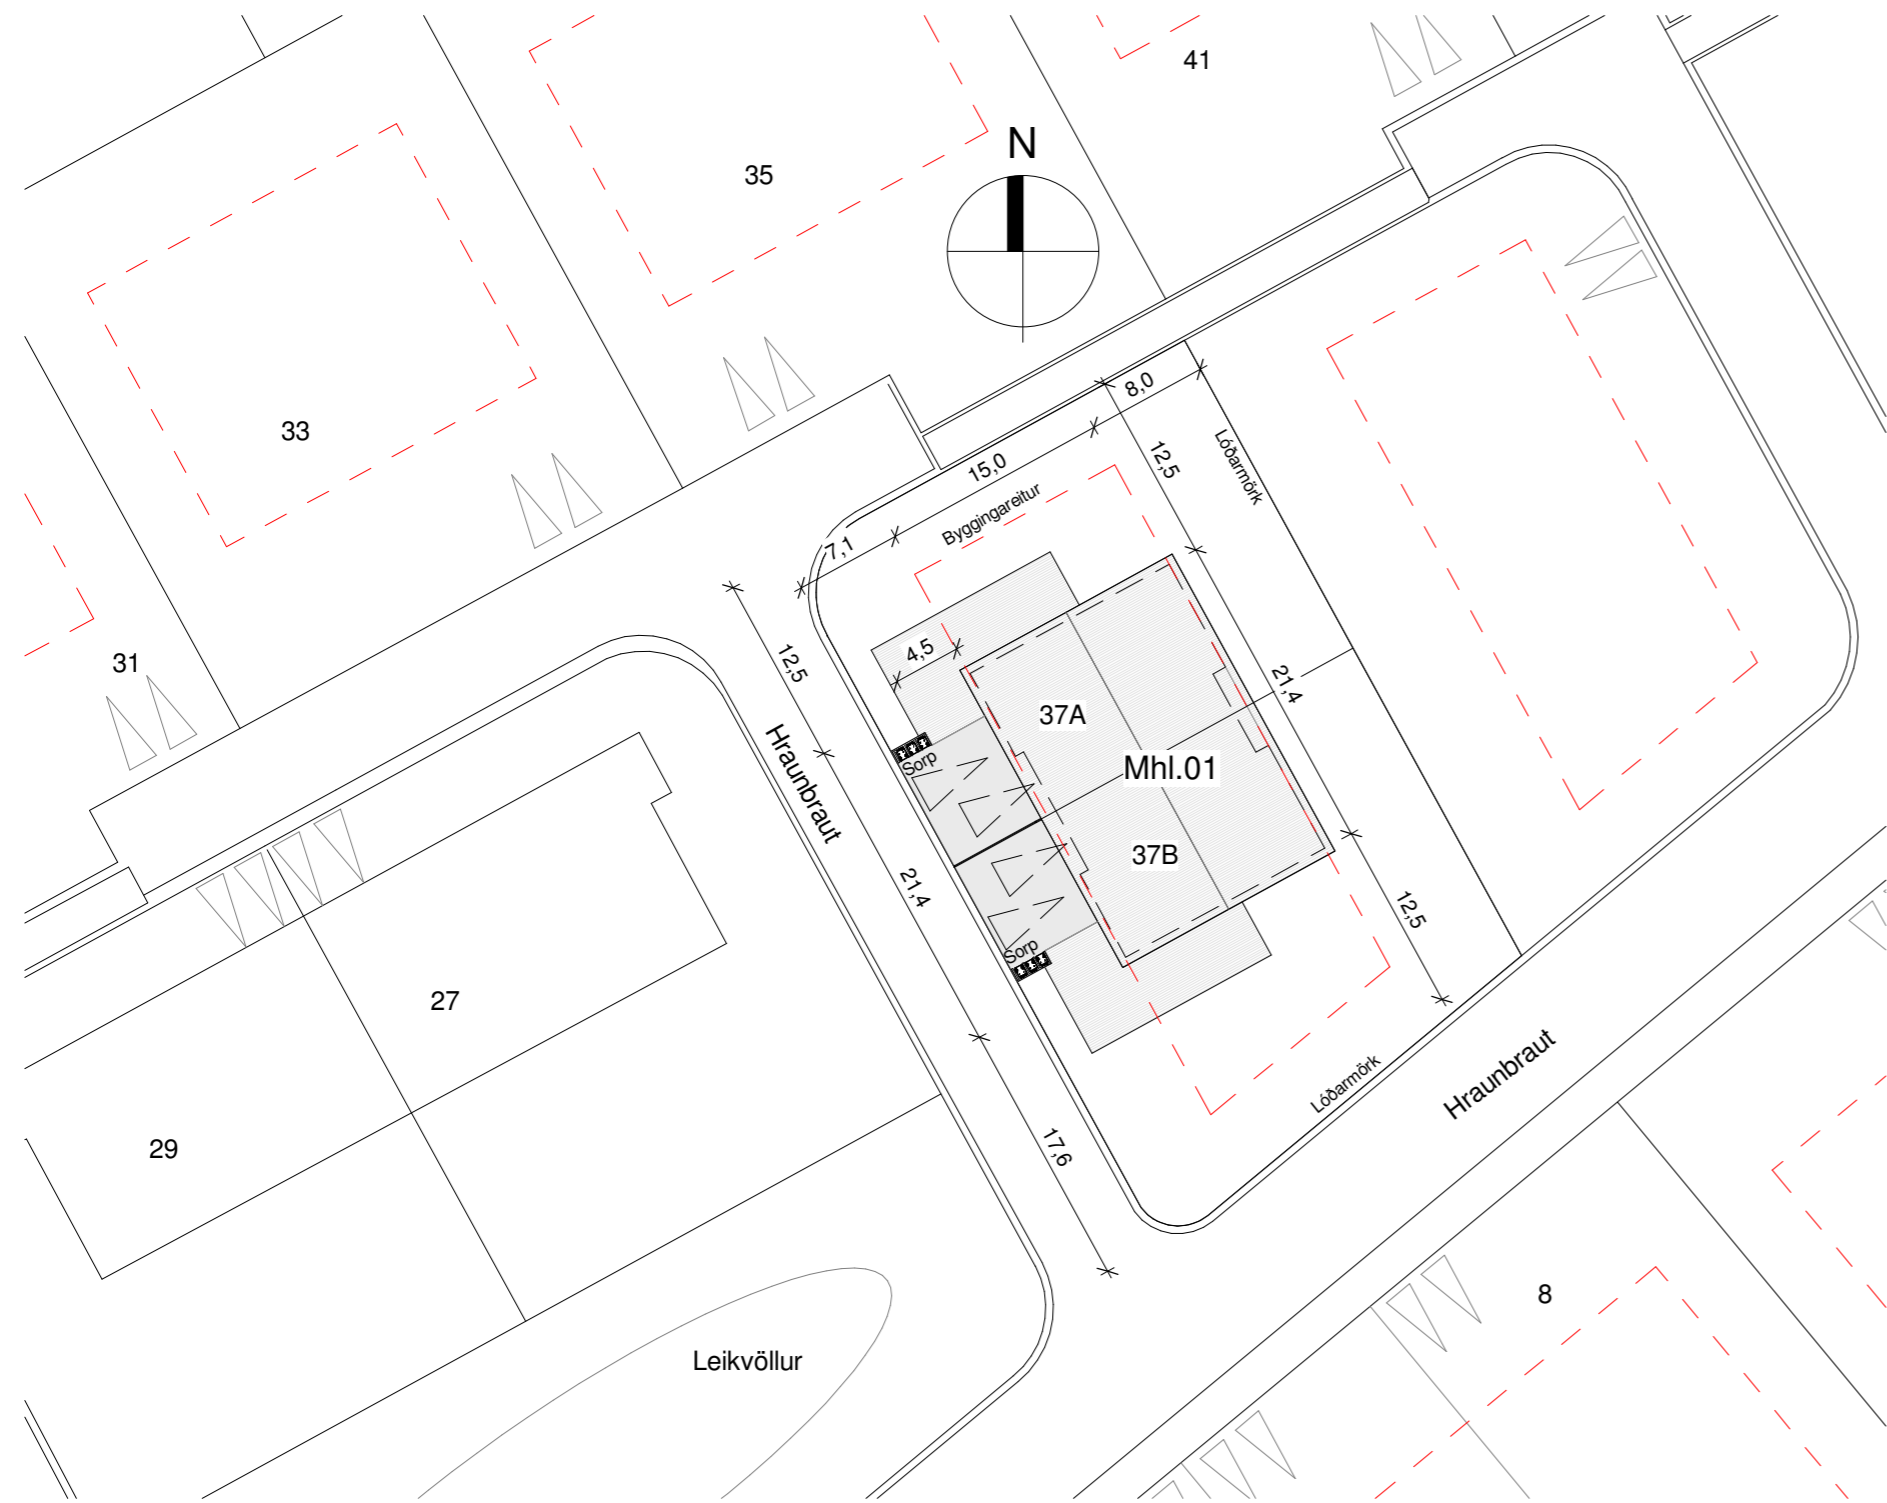 41
N
35
8,0
33
12,5
Lóðarmörk
15,0
Byggingareitur
7,1
12,5
4,5
31
21,4
37A
Hraunbraut
Sorp
Mhl.01
37B
21,4
12,5
Sorp
27
Hraunbraut
Lóðarmörk
29
17,6
8
Leikvöllur